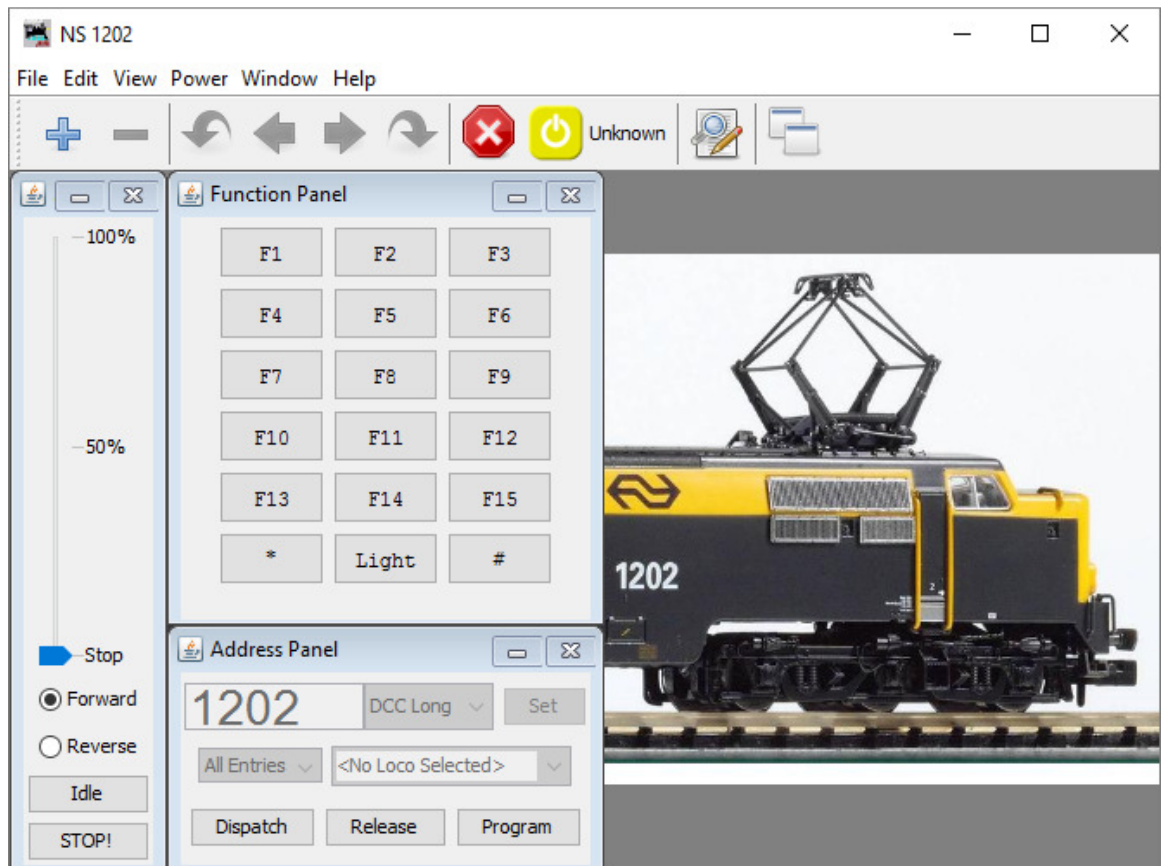 NS 1202
File Edit View Power Window Help
Unknown
100%
50%
Stop
Forward
Reverse
Idle
STOP!
Function Panel
F1 F2 F3
F4 F5 F6
F7 F8 F9
F10 F11 F12
F13 F14 F15
* Light #
Address Panel
1202 DCC Long Set
All Entries <No Loco Selected>
Dispatch Release Program
1202
2